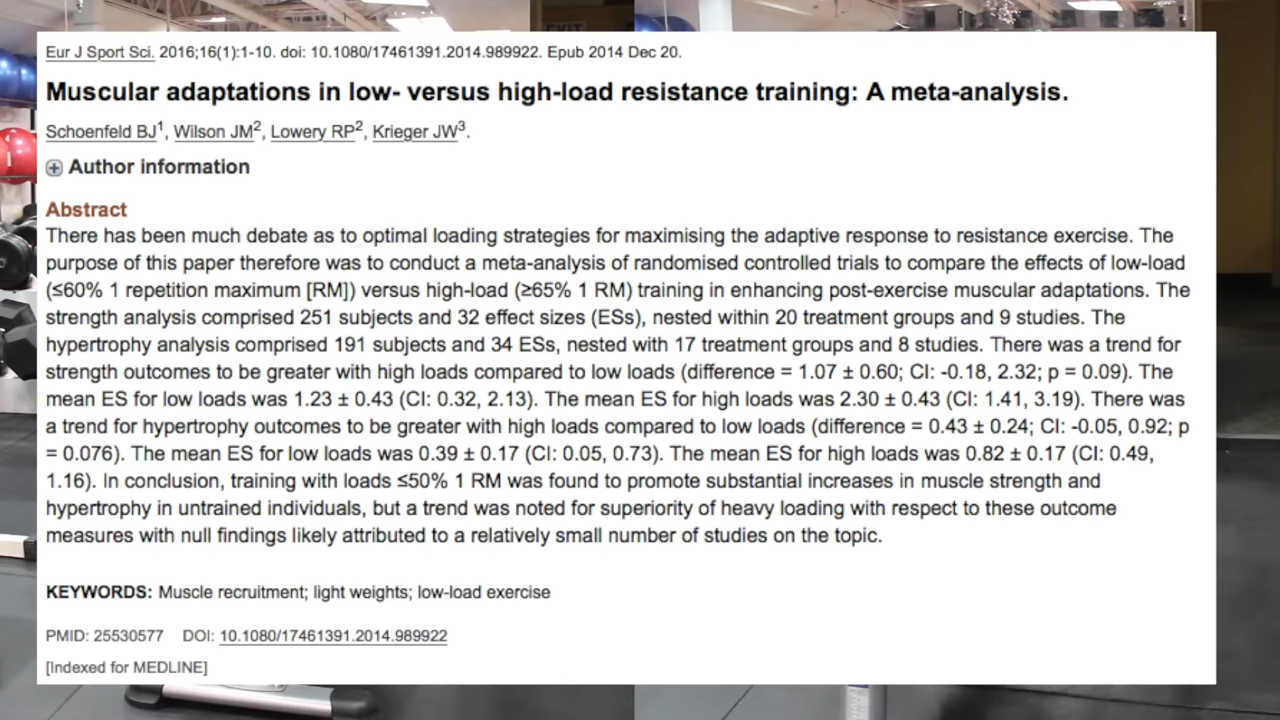 EXIT
Eur J Sport Sci. 2016;16(1):1-10. doi: 10.1080/17461391.2014.989922. Epub 2014 Dec 20.
Muscular adaptations in low- versus high-load resistance training: A meta-analysis.
Schoenfeld BJ1, Wilson JM2, Lowery RP2, Krieger JW3.
Author information
Abstract
There has been much debate as to optimal loading strategies for maximising the adaptive response to resistance exercise. The
purpose of this paper therefore was to conduct a meta-analysis of randomised controlled trials to compare the effects of low-load
(≤60% 1 repetition maximum [RM]) versus high-load (≥65% 1 RM) training in enhancing post-exercise muscular adaptations. The
strength analysis comprised 251 subjects and 32 effect sizes (ESs), nested within 20 treatment groups and 9 studies. The
hypertrophy analysis comprised 191 subjects and 34 ESs, nested with 17 treatment groups and 8 studies. There was a trend for
strength outcomes to be greater with high loads compared to low loads (difference = 1.07 ± 0.60; CI: -0.18, 2.32; p = 0.09). The
mean ES for low loads was 1.23 ± 0.43 (CI: 0.32, 2.13). The mean ES for high loads was 2.30 ± 0.43 (CI: 1.41, 3.19). There was
a trend for hypertrophy outcomes to be greater with high loads compared to low loads (difference = 0.43 ± 0.24; CI: -0.05, 0.92; p
= 0.076). The mean ES for low loads was 0.39 ± 0.17 (CI: 0.05, 0.73). The mean ES for high loads was 0.82 ± 0.17 (CI: 0.49,
1.16). In conclusion, training with loads ≤50% 1 RM was found to promote substantial increases in muscle strength and
hypertrophy in untrained individuals, but a trend was noted for superiority of heavy loading with respect to these outcome
measures with null findings likely attributed to a relatively small number of studies on the topic.
KEYWORDS: Muscle recruitment; light weights; low-load exercise
PMID: 25530577 DOI: 10.1080/17461391.2014.989922
[Indexed for MEDLINE]